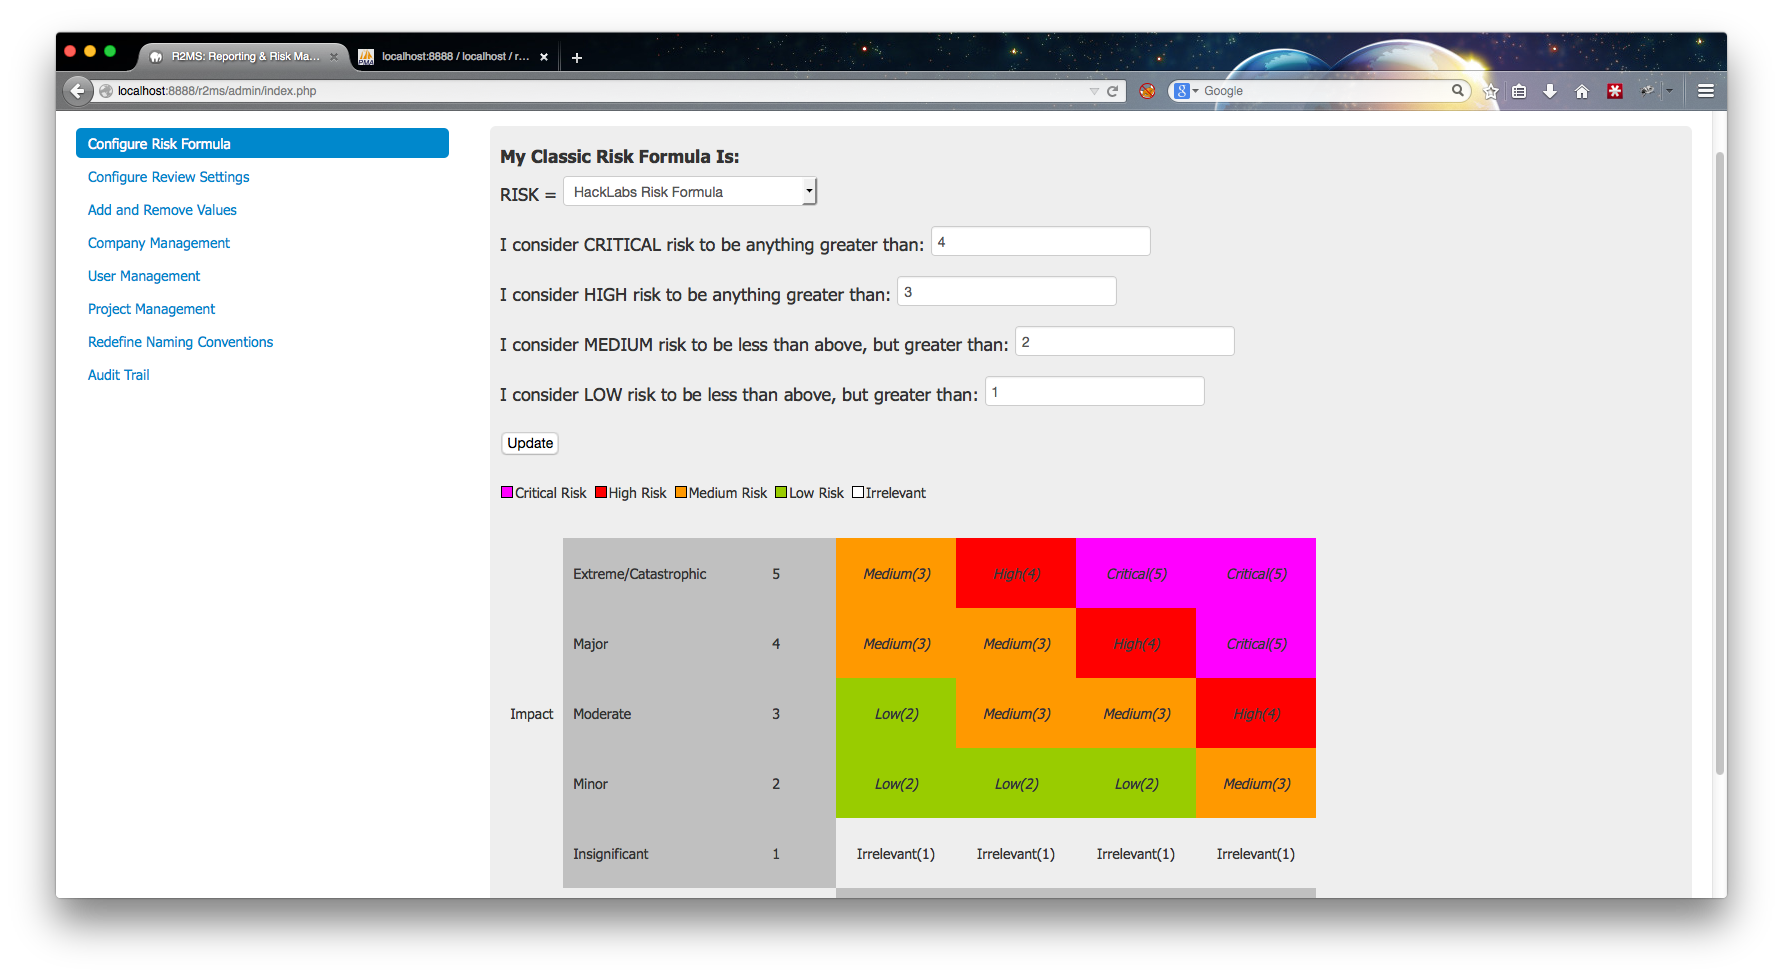 R2MS: Reporting & Risk Ma...
localhost:8888 / localhost / r...
localhost:8888/r2ms/admin/index.php
Google
Configure Risk Formula
Configure Review Settings
Add and Remove Values
Company Management
User Management
Project Management
Redefine Naming Conventions
Audit Trail
My Classic Risk Formula Is:
RISK = HackLabs Risk Formula
I consider CRITICAL risk to be anything greater than: 4
I consider HIGH risk to be anything greater than: 3
I consider MEDIUM risk to be less than above, but greater than: 2
I consider LOW risk to be less than above, but greater than: 1
Update
Critical Risk High Risk Medium Risk Low Risk Irrelevant
Extreme/Catastrophic 5 Medium(3) High(4) Critical(5) Critical(5)
Major 4 Medium(3) Medium(3) High(4) Critical(5)
Impact Moderate 3 Low(2) Medium(3) Medium(3) High(4)
Minor 2 Low(2) Low(2) Low(2) Medium(3)
Insignificant 1 Irrelevant(1) Irrelevant(1) Irrelevant(1) Irrelevant(1)